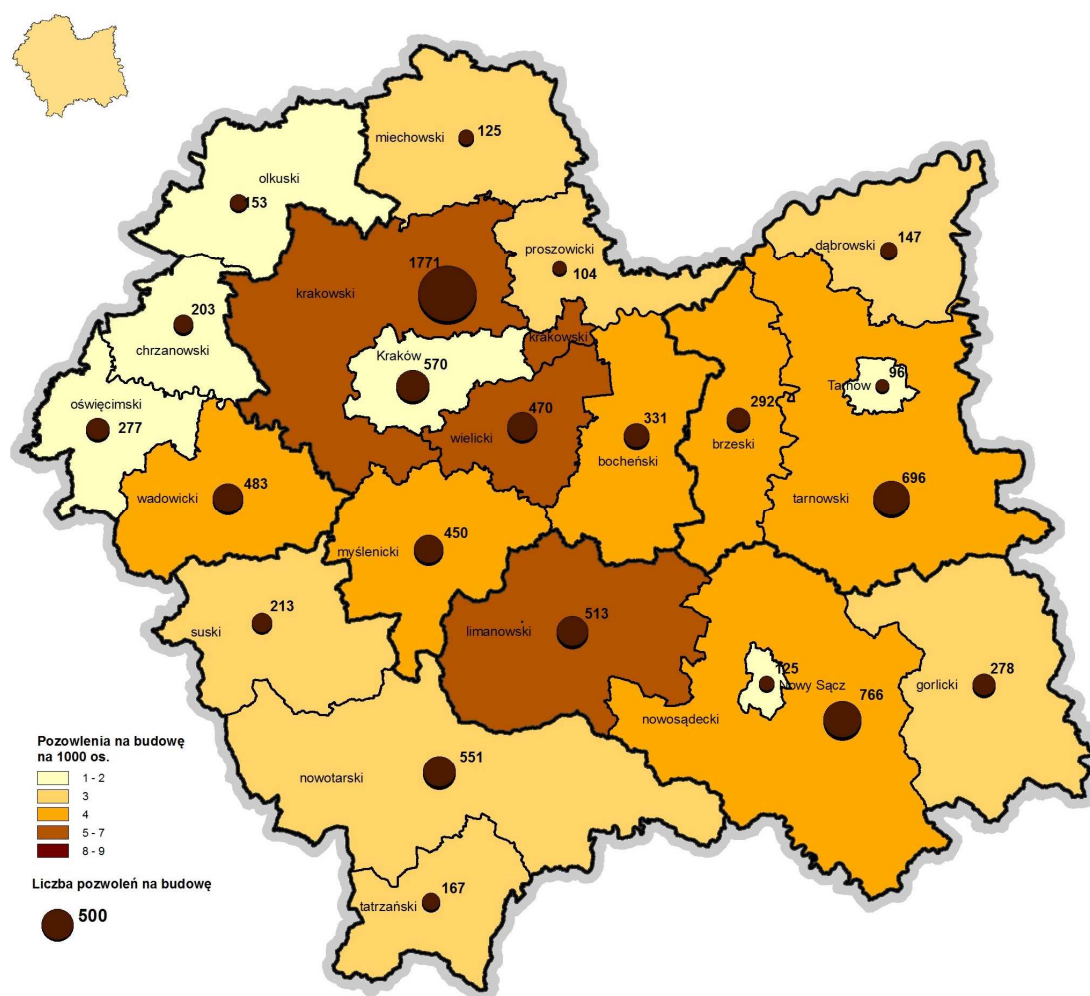 miechowski
125
olkuski
153
dąbrowski
147
proszowicki
104
1771
krakowski
203
chrzanowski
krakowski
Kraków
570
Tarnów
96
oświęcimski
277
470
wielicki
331
bocheński
292
brzeski
wadowicki
483
696
tarnowski
450
myślenicki
213
suski
513
limanowski
125
Nowy Sącz
766
nowosądecki
278
gorlicki
551
nowotarski
167
tatrzański
Pozowlenia na budowę
na 1000 os.
1 - 2
3
4
5 - 7
8 - 9
Liczba pozwoleń na budowę
500